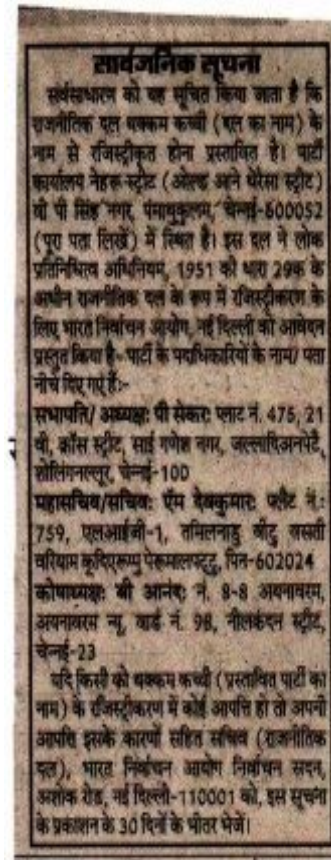 सार्वजनिक सूचना
सर्वसाधारण को यह सूचित किया जाता है कि
राजनीतिक दल थक्कम कच्ची (दल का नाम) के
नाम से रजिस्ट्रीकृत होना प्रस्तावित है। पार्टी
कार्यालय नेहरू स्ट्रीट (ओल्ड आने थेरेसा स्ट्रीट)
वी पी सिंह नगर, चेन्नई-600052
(पूरा पता लिखें) में स्थित है। इस दल ने लोक
प्रतिनिधित्व अधिनियम, 1951 की धारा 29क के
अधीन राजनीतिक दल के रूप में रजिस्ट्रीकरण के
लिए भारत निर्वाचन आयोग, नई दिल्ली को आवेदन
प्रस्तुत किया है- पार्टी के पदाधिकारियों के नाम/ पता
नीचे दिए गए हैं:-
सभापति/ अध्यक्षः पी सेकरः प्लाट नं. 475, 21
वी, क्रॉस स्ट्रीट, साई गणेश नगर, जल्लादिअनपेटै,
शोलिंगनल्लूर, चेन्नई-100
महासचिव/सचिवः ऍम देवकुमारः फ्लैट नं.:
759, एलआईजी-1, तमिलनाडु वसती
वरियाम पिन-602024
कोषाध्यक्षः बी आनंदः नं. 8-8 अयनावरम,
अयनावरम न्यू, वार्ड नं. 98, नीलकंदन स्ट्रीट,
चेन्नई-23
यदि किसी को थक्कम कच्ची (प्रस्तावित पार्टी का
नाम) के रजिस्ट्रीकरण में कोई आपत्ति हो तो अपनी
आपत्ति इसके कारणों सहित सचिव (राजनीतिक
दल), भारत निर्वाचन आयोग निर्वाचन सदन,
अशोक रोड, नई दिल्ली-110001 को, इस सूचना
के प्रकाशन के 30 दिनों के भीतर भेजें।